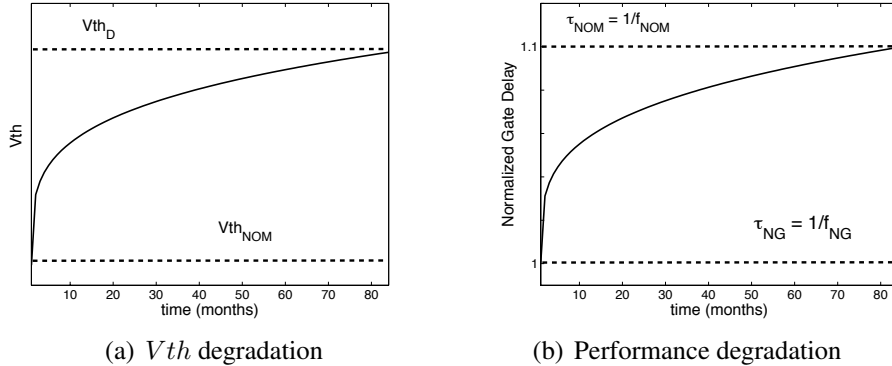 Vth_D
Vth
Vth_NOM
10 20 30 40 50 60 70 80
time (months)
(a) Vth degradation
τ_NOM = 1/f_NOM
1.1
Normalized Gate Delay
τ_NG = 1/f_NG
1
10 20 30 40 50 60 70 80
time (months)
(b) Performance degradation